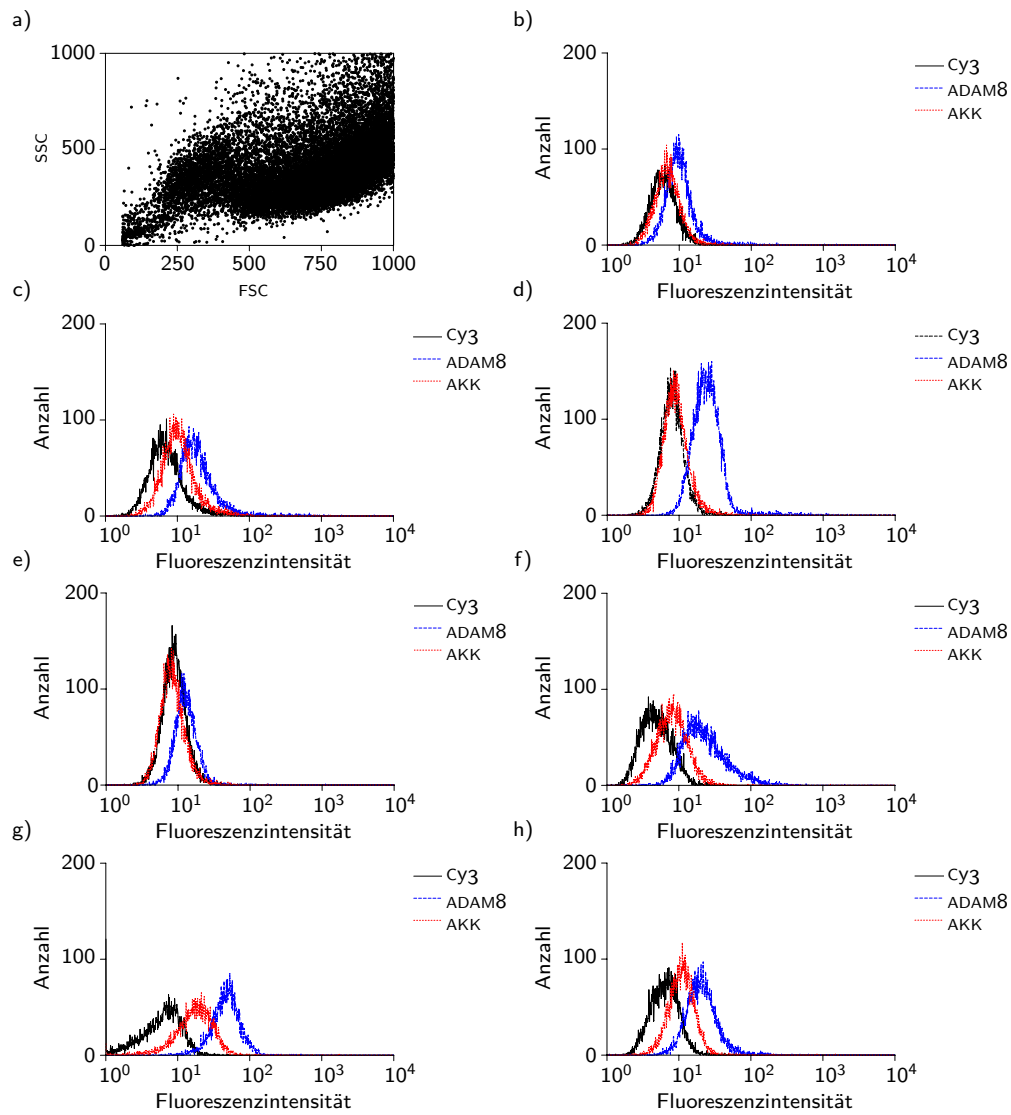 a)
1000
500
0
SSC
0
250
500
750
1000
FSC
b)
200
100
0
Anzahl
10^0
10^1
10^2
10^3
10^4
Fluoreszenzintensität
Cy3
ADAM8
AKK
c)
200
100
0
Anzahl
10^0
10^1
10^2
10^3
10^4
Fluoreszenzintensität
Cy3
ADAM8
AKK
d)
200
100
0
Anzahl
10^0
10^1
10^2
10^3
10^4
Fluoreszenzintensität
Cy3
ADAM8
AKK
e)
200
100
0
Anzahl
10^0
10^1
10^2
10^3
10^4
Fluoreszenzintensität
Cy3
ADAM8
AKK
f)
200
100
0
Anzahl
10^0
10^1
10^2
10^3
10^4
Fluoreszenzintensität
Cy3
ADAM8
AKK
g)
200
100
0
Anzahl
10^0
10^1
10^2
10^3
10^4
Fluoreszenzintensität
Cy3
ADAM8
AKK
h)
200
100
0
Anzahl
10^0
10^1
10^2
10^3
10^4
Fluoreszenzintensität
Cy3
ADAM8
AKK